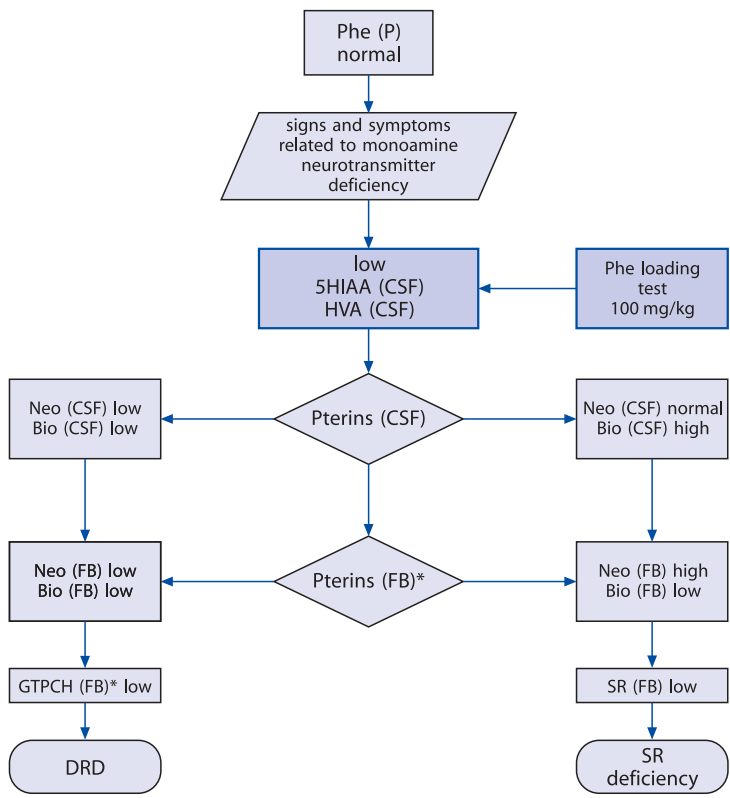 Phe (P)
normal
signs and symptoms
related to monoamine
neurotransmitter
deficiency
low
5HIAA (CSF)
HVA (CSF)
Phe loading
test
100 mg/kg
Neo (CSF) low
Bio (CSF) low
Pterins (CSF)
Neo (CSF) normal
Bio (CSF) high
Neo (FB) low
Bio (FB) low
Pterins (FB)*
Neo (FB) high
Bio (FB) low
GTPCH (FB)* low
SR (FB) low
DRD
SR
deficiency